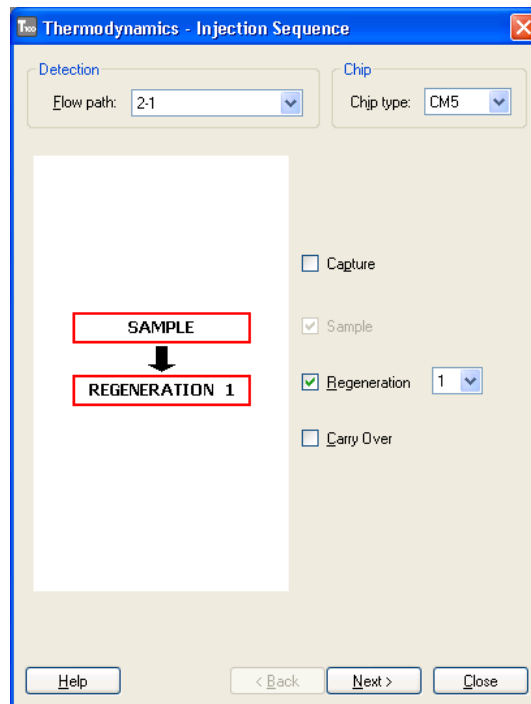 T100 Thermodynamics - Injection Sequence
Detection
Flow path: 2-1
Chip
Chip type: CM5
Capture
SAMPLE
Sample
REGENERATION 1
Regeneration 1
Carry Over
Help < Back Next > Close